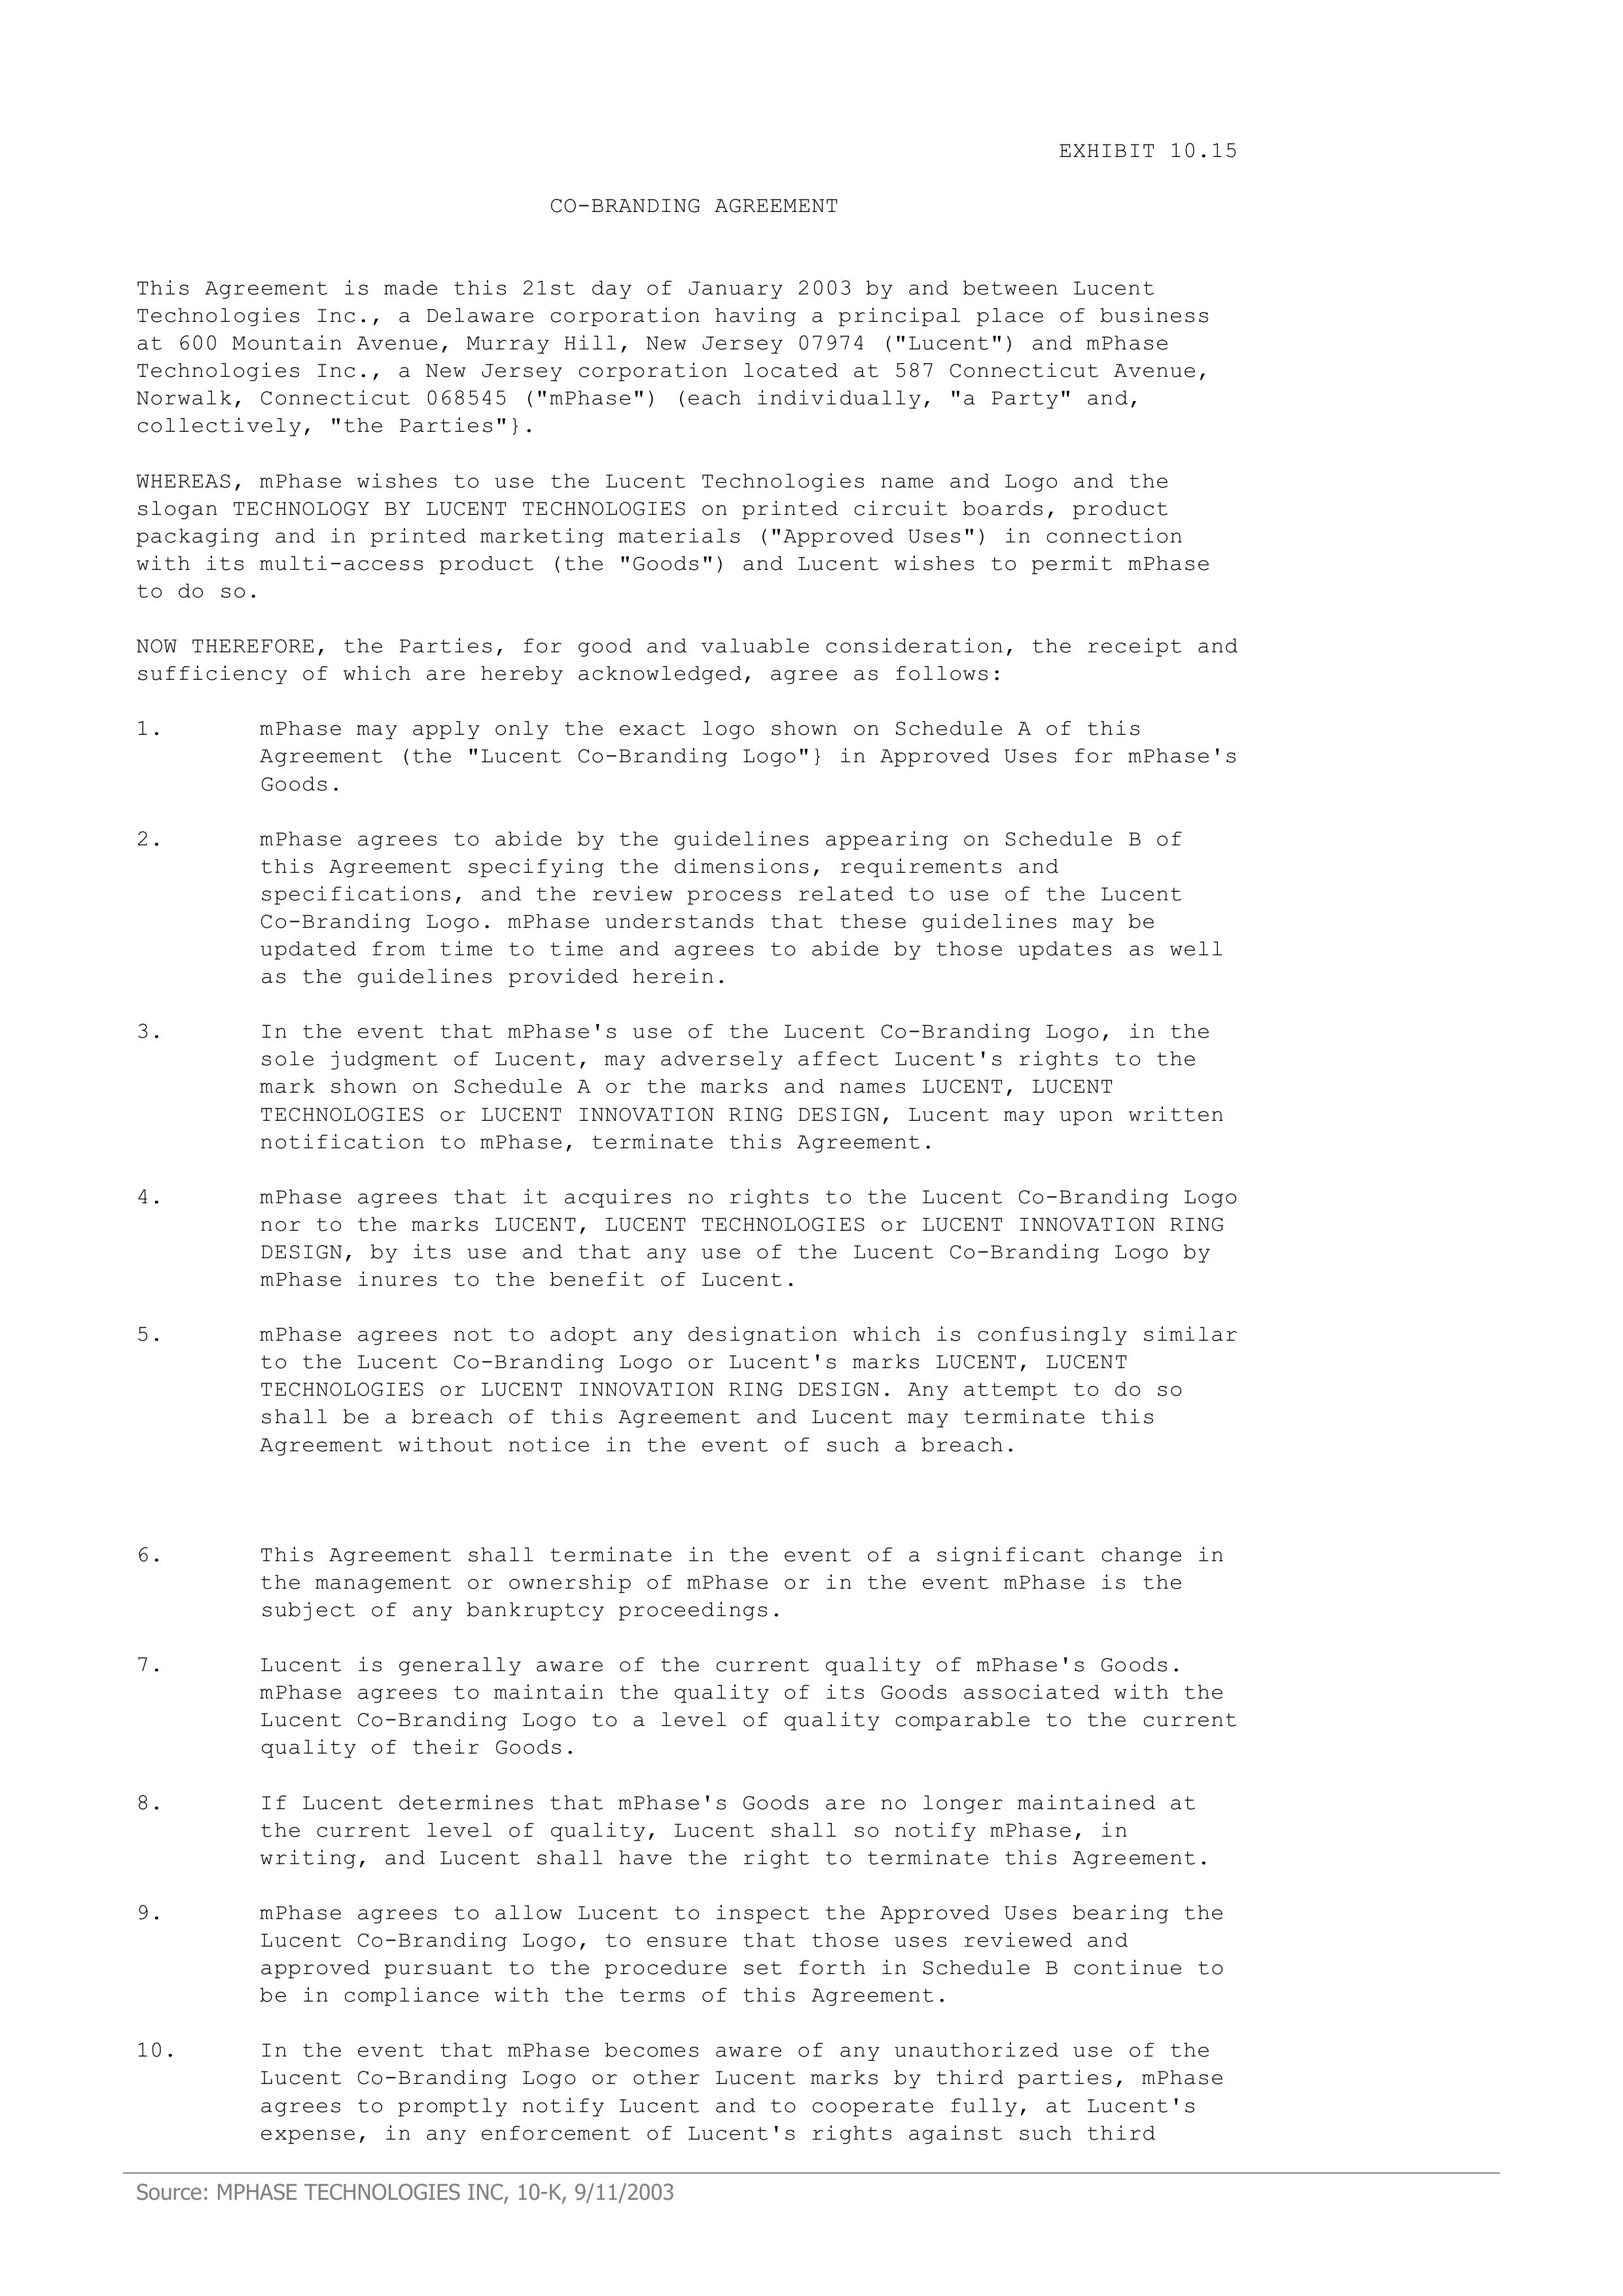 EXHIBIT 10.15
CO-BRANDING AGREEMENT
This Agreement is made this 21st day of January 2003 by and between Lucent
Technologies Inc., a Delaware corporation having a principal place of business
at 600 Mountain Avenue, Murray Hill, New Jersey 07974 ("Lucent") and mPhase
Technologies Inc., a New Jersey corporation located at 587 Connecticut Avenue,
Norwalk, Connecticut 068545 ("mPhase") (each individually, "a Party" and,
collectively, "the Parties"}.
WHEREAS, mPhase wishes to use the Lucent Technologies name and Logo and the
slogan TECHNOLOGY BY LUCENT TECHNOLOGIES on printed circuit boards, product
packaging and in printed marketing materials ("Approved Uses") in connection
with its multi-access product (the "Goods") and Lucent wishes to permit mPhase
to do so.
NOW THEREFORE, the Parties, for good and valuable consideration, the receipt and
sufficiency of which are hereby acknowledged, agree as follows:
1. mPhase may apply only the exact logo shown on Schedule A of this
Agreement (the "Lucent Co-Branding Logo"} in Approved Uses for mPhase's
Goods.
2. mPhase agrees to abide by the guidelines appearing on Schedule B of
this Agreement specifying the dimensions, requirements and
specifications, and the review process related to use of the Lucent
Co-Branding Logo. mPhase understands that these guidelines may be
updated from time to time and agrees to abide by those updates as well
as the guidelines provided herein.
3. In the event that mPhase's use of the Lucent Co-Branding Logo, in the
sole judgment of Lucent, may adversely affect Lucent's rights to the
mark shown on Schedule A or the marks and names LUCENT, LUCENT
TECHNOLOGIES or LUCENT INNOVATION RING DESIGN, Lucent may upon written
notification to mPhase, terminate this Agreement.
4. mPhase agrees that it acquires no rights to the Lucent Co-Branding Logo
nor to the marks LUCENT, LUCENT TECHNOLOGIES or LUCENT INNOVATION RING
DESIGN, by its use and that any use of the Lucent Co-Branding Logo by
mPhase inures to the benefit of Lucent.
5. mPhase agrees not to adopt any designation which is confusingly similar
to the Lucent Co-Branding Logo or Lucent's marks LUCENT, LUCENT
TECHNOLOGIES or LUCENT INNOVATION RING DESIGN. Any attempt to do so
shall be a breach of this Agreement and Lucent may terminate this
Agreement without notice in the event of such a breach.
6. This Agreement shall terminate in the event of a significant change in
the management or ownership of mPhase or in the event mPhase is the
subject of any bankruptcy proceedings.
7. Lucent is generally aware of the current quality of mPhase's Goods.
mPhase agrees to maintain the quality of its Goods associated with the
Lucent Co-Branding Logo to a level of quality comparable to the current
quality of their Goods.
8. If Lucent determines that mPhase's Goods are no longer maintained at
the current level of quality, Lucent shall so notify mPhase, in
writing, and Lucent shall have the right to terminate this Agreement.
9. mPhase agrees to allow Lucent to inspect the Approved Uses bearing the
Lucent Co-Branding Logo, to ensure that those uses reviewed and
approved pursuant to the procedure set forth in Schedule B continue to
be in compliance with the terms of this Agreement.
10. In the event that mPhase becomes aware of any unauthorized use of the
Lucent Co-Branding Logo or other Lucent marks by third parties, mPhase
agrees to promptly notify Lucent and to cooperate fully, at Lucent's
expense, in any enforcement of Lucent's rights against such third
Source: MPHASE TECHNOLOGIES INC, 10-K, 9/11/2003